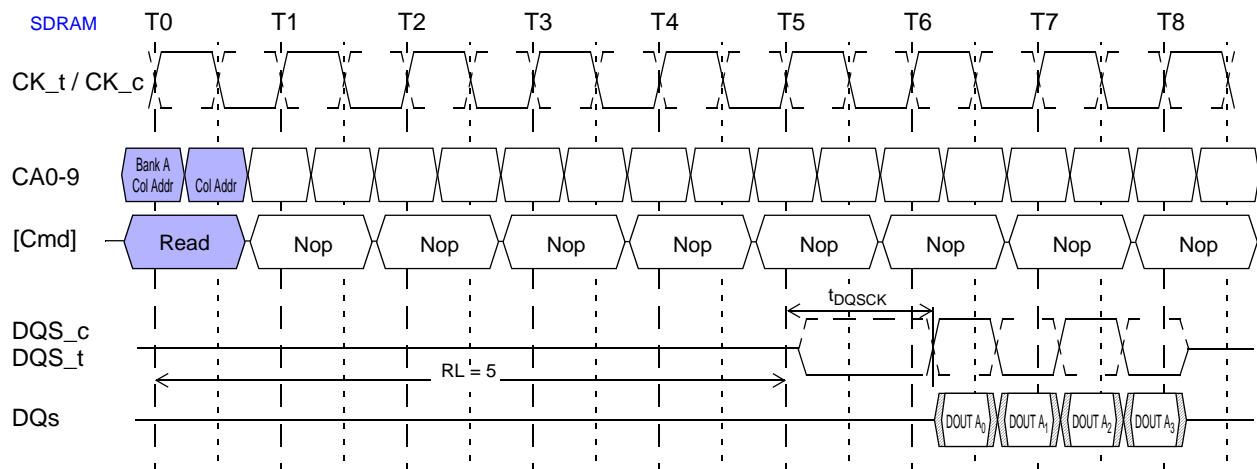 SDRAM T0 T1 T2 T3 T4 T5 T6 T7 T8
CK_t / CK_c
CA0-9
Bank A
Col Addr
Col Addr
[Cmd] Read Nop Nop Nop Nop Nop Nop Nop Nop
tDQSCK
DQS_c
DQS_t
RL = 5
DQs DOUT A0 DOUT A1 DOUT A2 DOUT A3